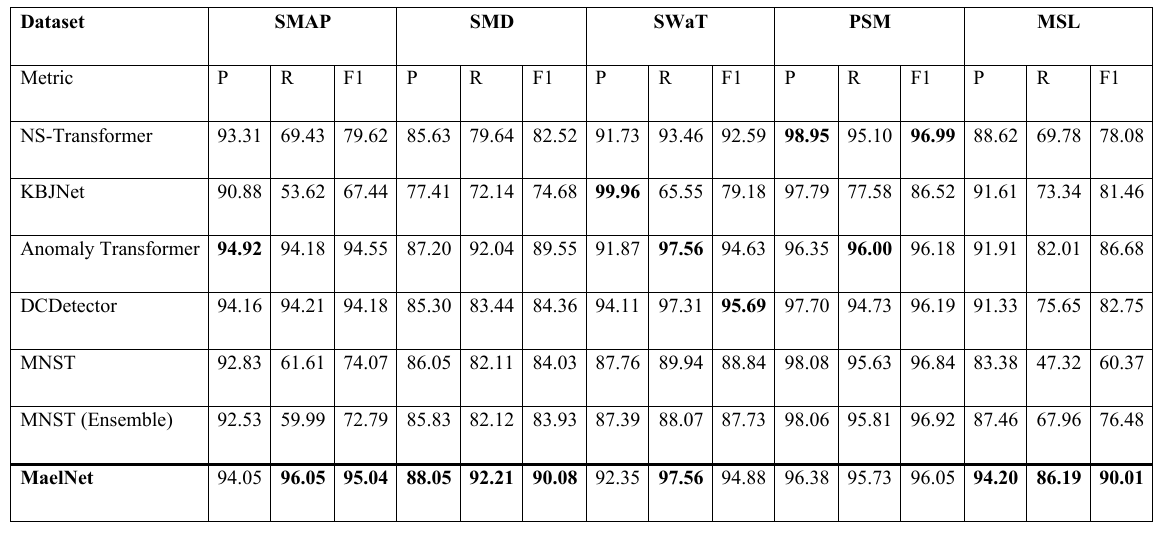 Dataset SMAP SMD SWaT PSM MSL
Metric P R F1 P R F1 P R F1 P R F1 P R F1
NS-Transformer 93.31 69.43 79.62 85.63 79.64 82.52 91.73 93.46 92.59 98.95 95.10 96.99 88.62 69.78 78.08
KBJNet 90.88 53.62 67.44 77.41 72.14 74.68 99.96 65.55 79.18 97.79 77.58 86.52 91.61 73.34 81.46
Anomaly Transformer 94.92 94.18 94.55 87.20 92.04 89.55 91.87 97.56 94.63 96.35 96.00 96.18 91.91 82.01 86.68
DCDetector 94.16 94.21 94.18 85.30 83.44 84.36 94.11 97.31 95.69 97.70 94.73 96.19 91.33 75.65 82.75
MNST 92.83 61.61 74.07 86.05 82.11 84.03 87.76 89.94 88.84 98.08 95.63 96.84 83.38 47.32 60.37
MNST (Ensemble) 92.53 59.99 72.79 85.83 82.12 83.93 87.39 88.07 87.73 98.06 95.81 96.92 87.46 67.96 76.48
MaelNet 94.05 96.05 95.04 88.05 92.21 90.08 92.35 97.56 94.88 96.38 95.73 96.05 94.20 86.19 90.01